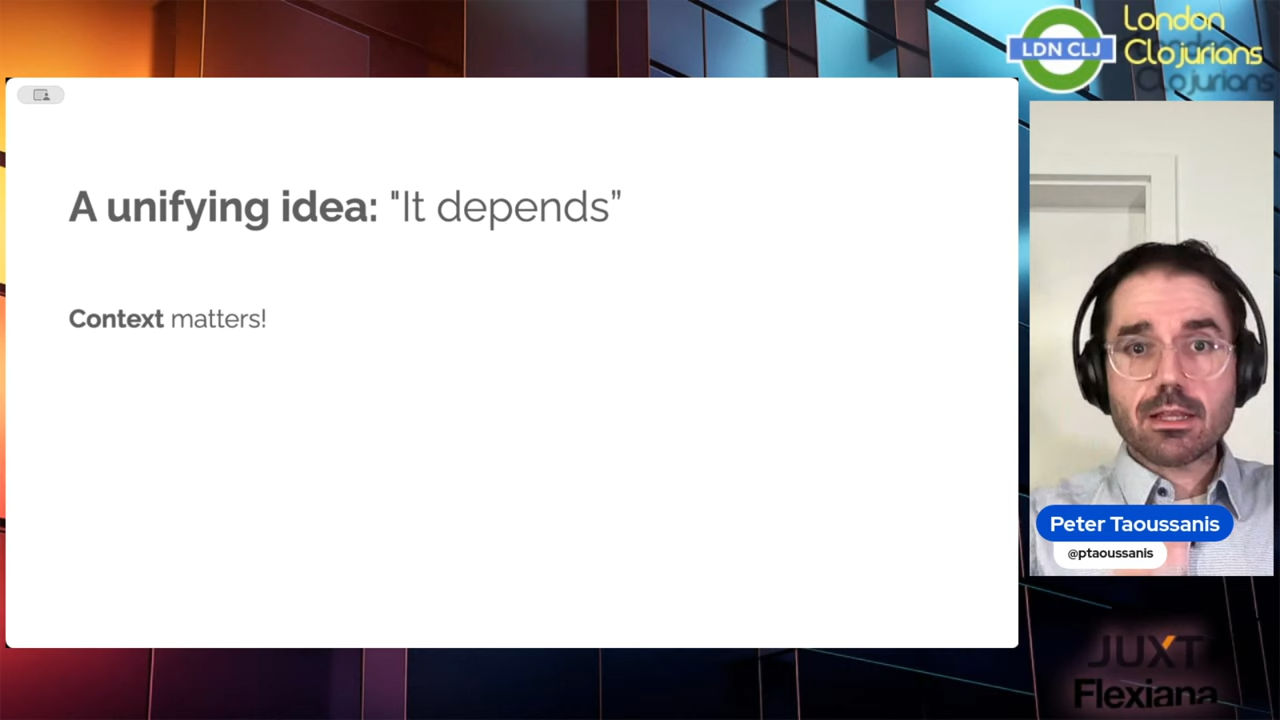 LDN CLJ
London
Clojurians
A unifying idea: "It depends”
Context matters!
Peter Taoussanis
@ptaoussanis
JUXT
Flexiana